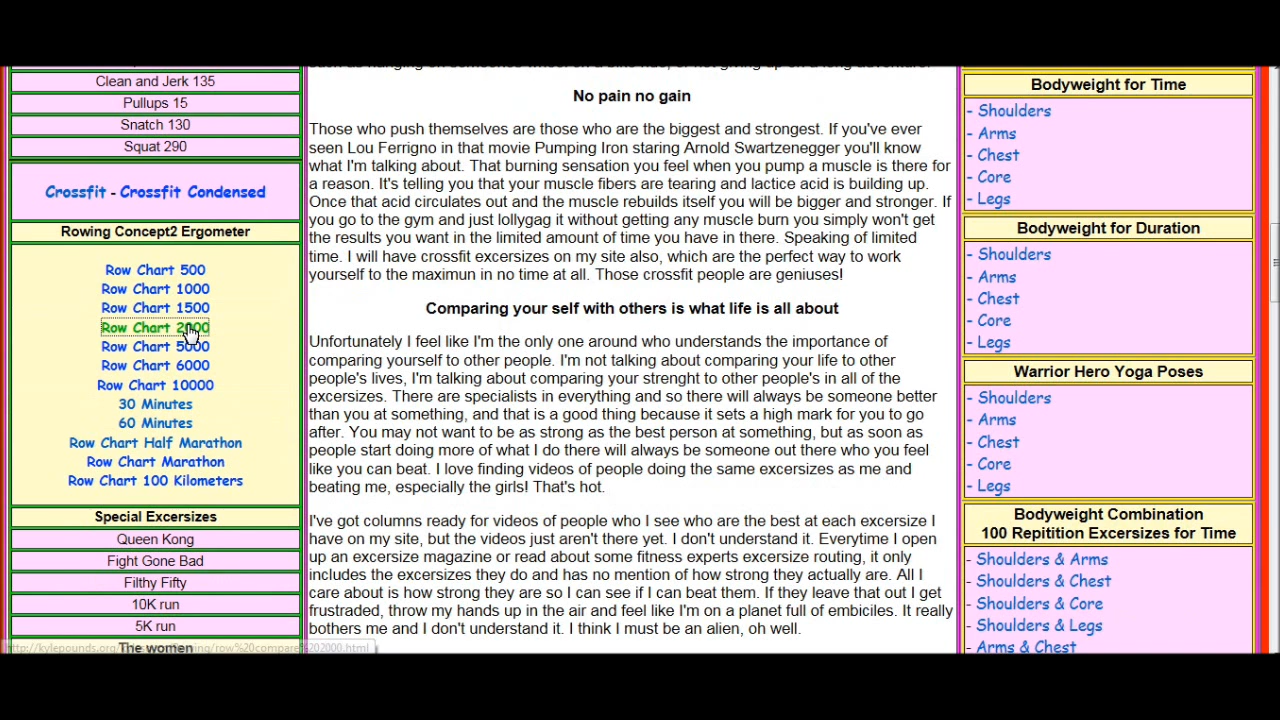 Clean and Jerk 135
Pullups 15
Snatch 130
Squat 290
Crossfit - Crossfit Condensed
Rowing Concept2 Ergometer
Row Chart 500
Row Chart 1000
Row Chart 1500
Row Chart 2000
Row Chart 5000
Row Chart 6000
Row Chart 10000
30 Minutes
60 Minutes
Row Chart Half Marathon
Row Chart Marathon
Row Chart 100 Kilometers
Special Excersizes
Queen Kong
Fight Gone Bad
Filthy Fifty
10K run
5K run
The women
No pain no gain
Those who push themselves are those who are the biggest and strongest. If you've ever
seen Lou Ferrigno in that movie Pumping Iron staring Arnold Swartzenegger you'll know
what I'm talking about. That burning sensation you feel when you pump a muscle is there for
a reason. It's telling you that your muscle fibers are tearing and lactice acid is building up.
Once that acid circulates out and the muscle rebuilds itself you will be bigger and stronger. If
you go to the gym and just lollygag it without getting any muscle burn you simply won't get
the results you want in the limited amount of time you have in there. Speaking of limited
time. I will have crossfit excersizes on my site also, which are the perfect way to work
yourself to the maximun in no time at all. Those crossfit people are geniuses!
Comparing your self with others is what life is all about
Unfortunately I feel like I'm the only one around who understands the importance of
comparing yourself to other people. I'm not talking about comparing your life to other
people's lives, I'm talking about comparing your strenght to other people's in all of the
excersizes. There are specialists in everything and so there will always be someone better
than you at something, and that is a good thing because it sets a high mark for you to go
after. You may not want to be as strong as the best person at something, but as soon as
people start doing more of what I do there will always be someone out there who you feel
like you can beat. I love finding videos of people doing the same excersizes as me and
beating me, especially the girls! That's hot.
I've got columns ready for videos of people who I see who are the best at each excersize I
have on my site, but the videos just aren't there yet. I don't understand it. Everytime I open
up an excersize magazine or read about some fitness experts excersize routing, it only
includes the excersizes they do and has no mention of how strong they actually are. All I
care about is how strong they are so I can see if I can beat them. If they leave that out I get
frustrated, throw my hands up in the air and feel like I'm on a planet full of embiciles. It really
bothers me and I don't understand it. I think I must be an alien, oh well.
Bodyweight for Time
- Shoulders
- Arms
- Chest
- Core
- Legs
Bodyweight for Duration
- Shoulders
- Arms
- Chest
- Core
- Legs
Warrior Hero Yoga Poses
- Shoulders
- Arms
- Chest
- Core
- Legs
Bodyweight Combination
100 Repitition Excersizes for Time
- Shoulders & Arms
- Shoulders & Chest
- Shoulders & Core
- Shoulders & Legs
- Arms & Chest